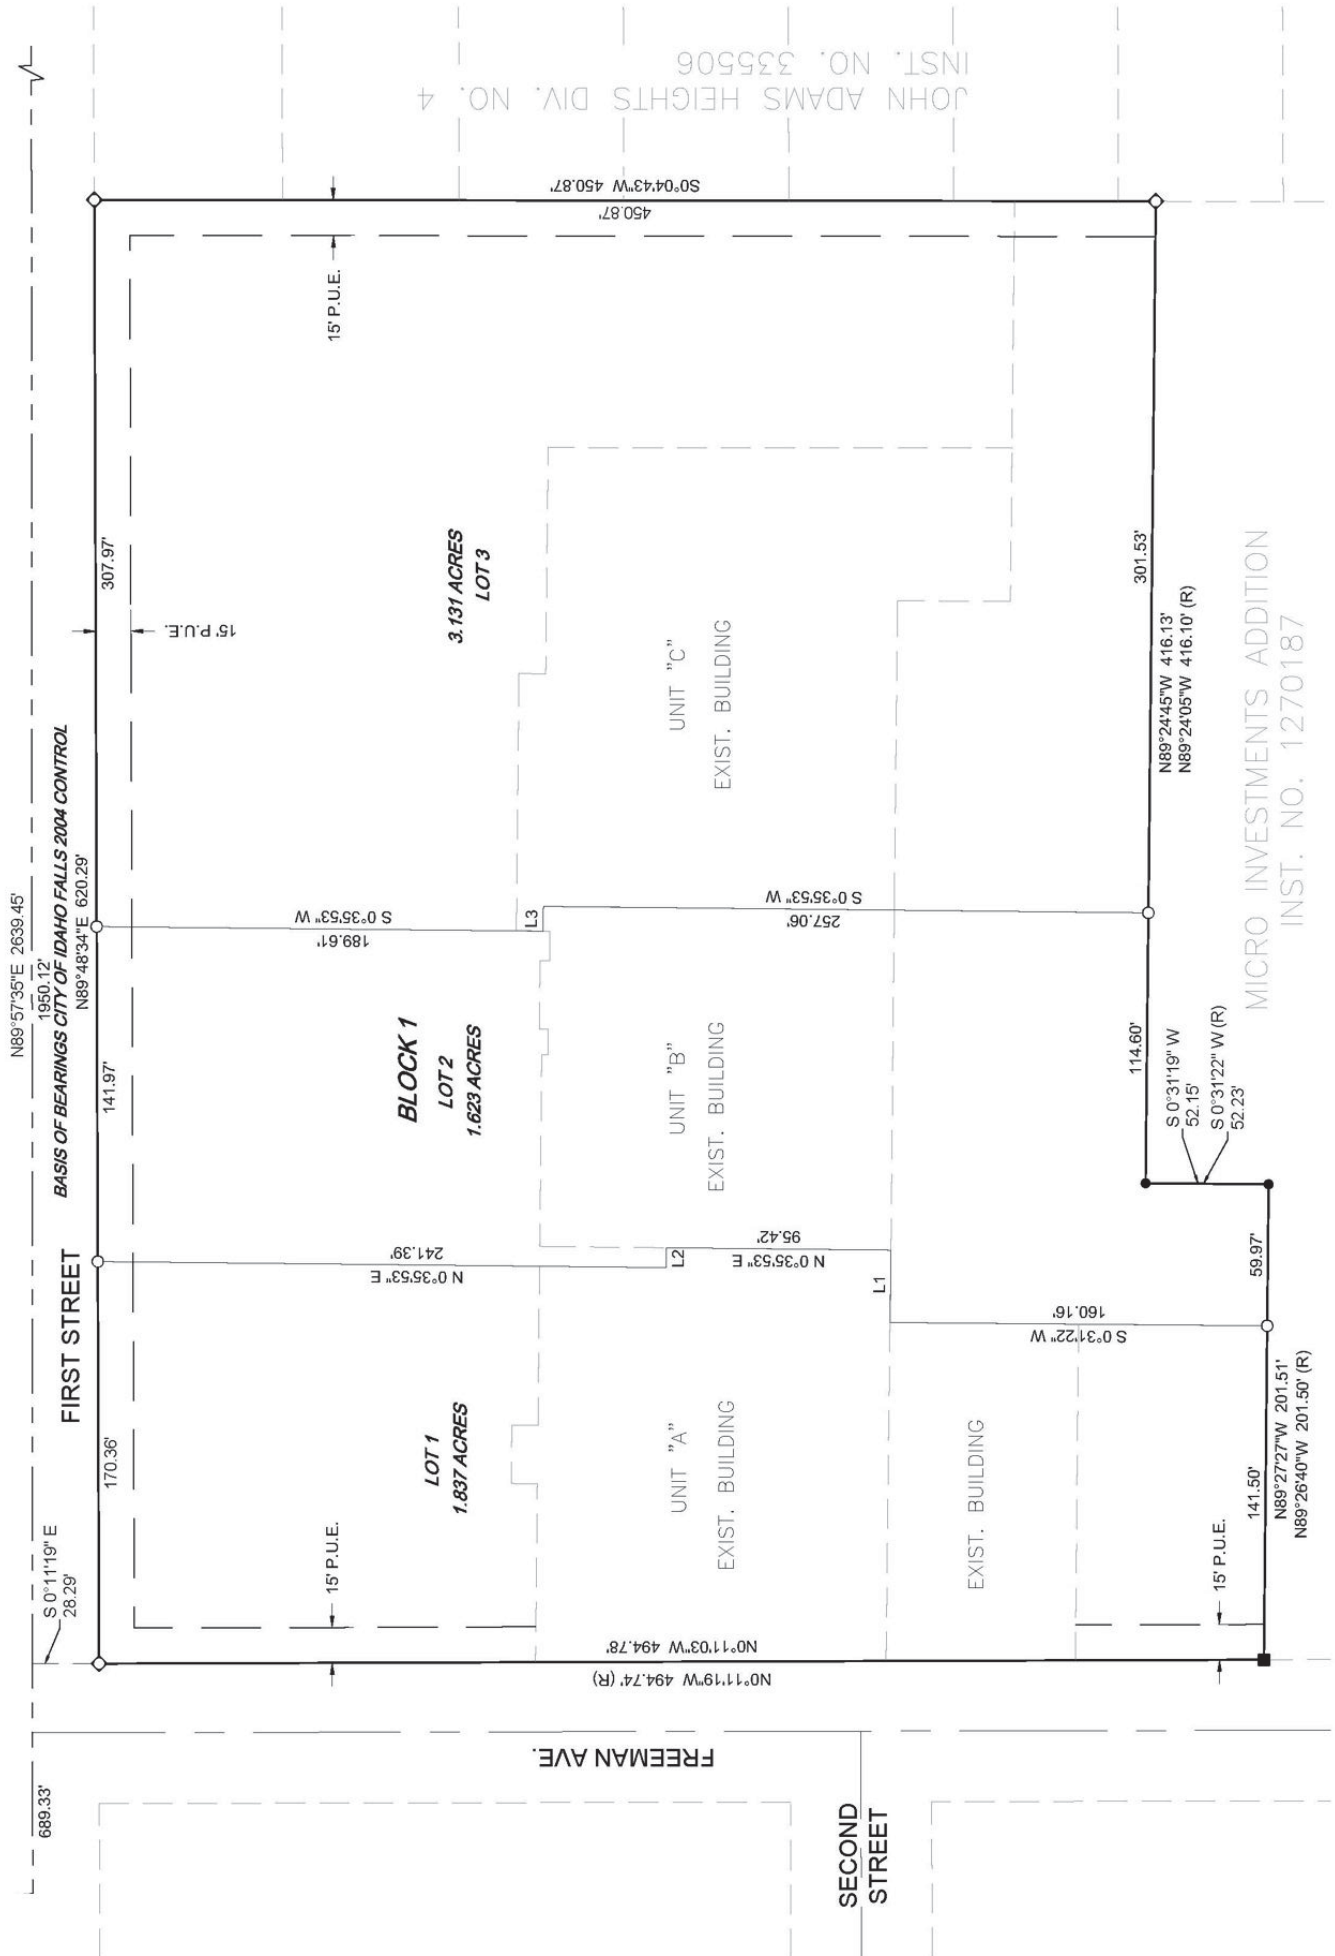 N89°57'35"E 2639.45'
689.33'
1950.12'
BASIS OF BEARINGS CITY OF IDAHO FALLS 2004 CONTROL
FIRST STREET
S 0°11'19" E
28.29'
N89°48'34"E 620.29'
170.36'
141.97'
307.97'
15' P.U.E.
15' P.U.E.
15' P.U.E.
N 0°35'53" E
241.39'
S 0°35'53" W
189.61'
S0°04'43"W 450.87'
450.87'
JOHN ADAMS HEIGHTS DIV. NO. 4
INST. NO. 335506
LOT 1
1.837 ACRES
BLOCK 1
LOT 2
1.623 ACRES
3.131 ACRES
LOT 3
L3
L2
L1
UNIT "A"
EXIST. BUILDING
UNIT "B"
EXIST. BUILDING
UNIT "C"
EXIST. BUILDING
N0°11'19"W 494.74' (R)
N0°11'03"W 494.78'
FREEMAN AVE.
N 0°35'53" E
95.42'
257.06'
S 0°35'53" W
SECOND
STREET
EXIST. BUILDING
S 0°31'22" W
160.16'
15' P.U.E.
141.50'
59.97'
N89°27'27"W 201.51'
N89°26'40"W 201.50' (R)
S 0°31'19" W
52.15'
S 0°31'22" W (R)
52.23'
114.60'
301.53'
N89°24'45"W 416.13'
N89°24'05"W 416.10' (R)
MICRO INVESTMENTS ADDITION
INST. NO. 1270187